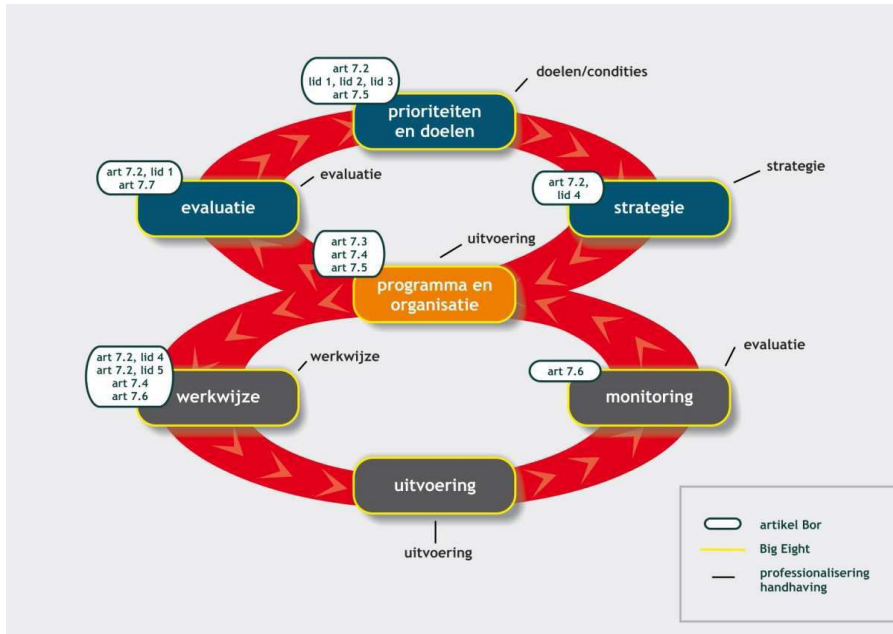 art 7.2
lid 1, lid 2, lid 3
art 7.5
doelen/condities
prioriteiten
en doelen
art 7.2, lid 1
art 7.7
evaluatie
evaluatie
art 7.2,
lid 4
strategie
strategie
art 7.3
art 7.4
art 7.5
uitvoering
programma en
organisatie
art 7.2, lid 4
art 7.2, lid 5
art 7.4
art 7.6
werkwijze
werkwijze
art 7.6
evaluatie
monitoring
uitvoering
uitvoering
artikel Bor
Big Eight
professionalisering
handhaving